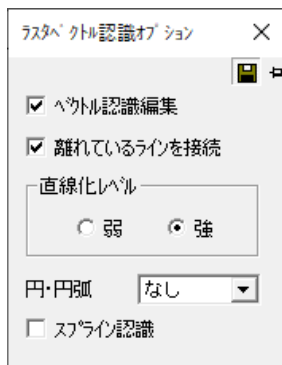 ﾗｽﾀﾍﾞｸﾄﾙ認識ｵﾌﾟｼｮﾝ
ﾍﾞｸﾄﾙ認識編集
離れているﾗｲﾝを接続
直線化ﾚﾍﾞﾙ
弱 強
円・円弧 なし
ｽﾌﾟﾗｲﾝ認識